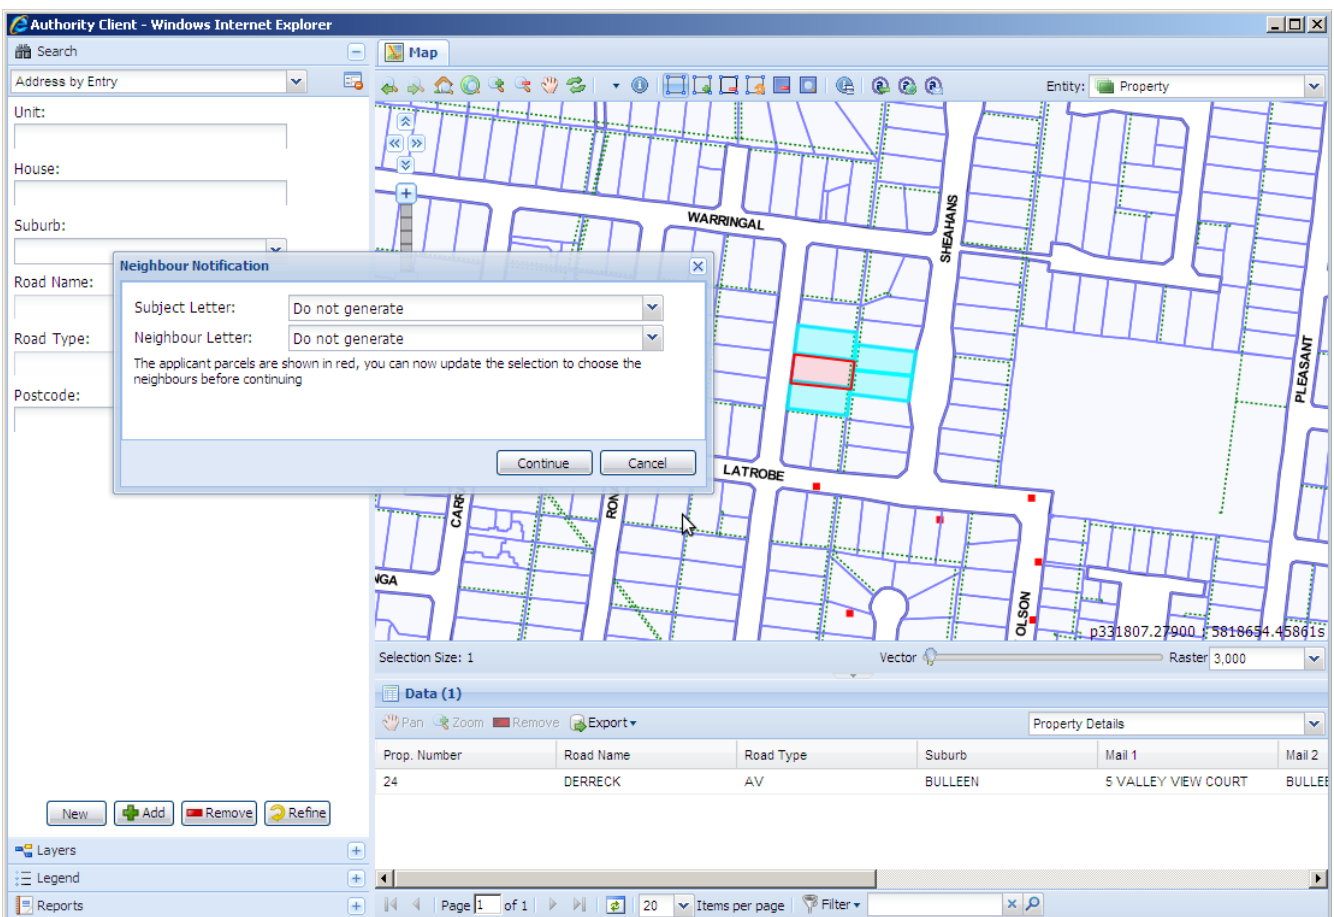 Authority Client - Windows Internet Explorer
Search
Map
Address by Entry
Entity: Property
Unit:
House:
Suburb:
Road Name:
Road Type:
Postcode:
WARRINGAL
SHEAHANS
PLEASANT
LATROBE
OLSON
Neighbour Notification
Subject Letter: Do not generate
Neighbour Letter: Do not generate
The applicant parcels are shown in red, you can now update the selection to choose the
neighbours before continuing
Continue Cancel
p331807.27900 : 5818654.45861s
Selection Size: 1
Vector Raster 3,000
Data (1)
Pan Zoom Remove Export
Property Details
Prop. Number Road Name Road Type Suburb Mail 1 Mail 2
24 DERRECK AV BULLEEN 5 VALLEY VIEW COURT BULLEE
New Add Remove Refine
Layers
Legend
Reports
Page 1 of 1 20 Items per page Filter